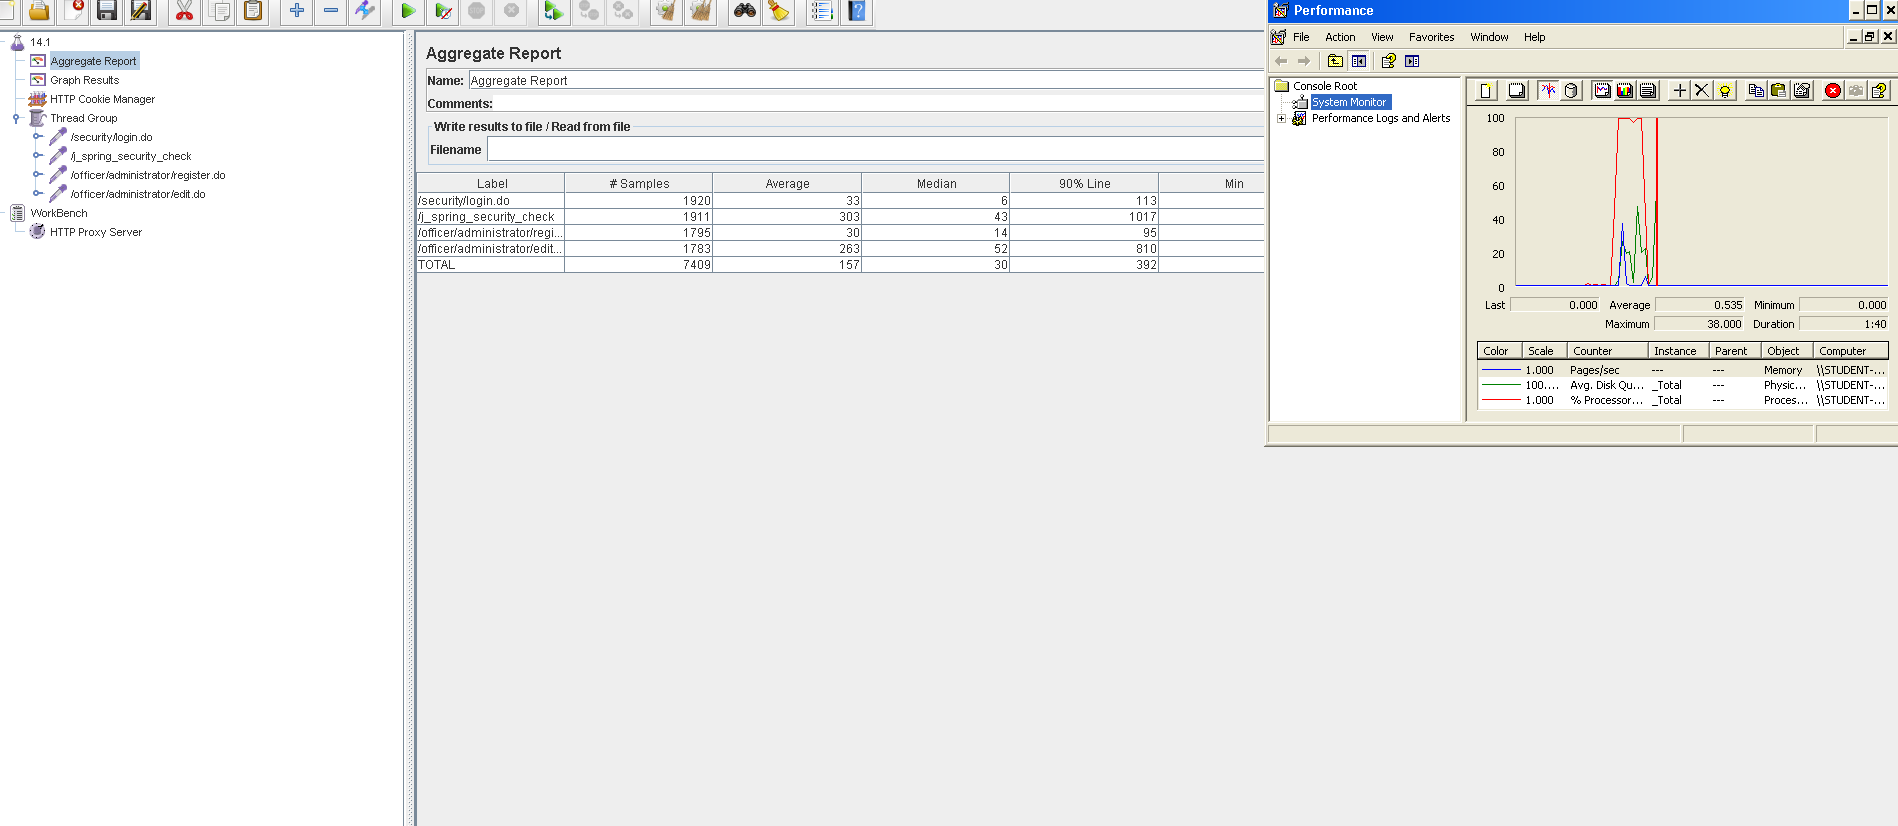 14.1
Aggregate Report
Graph Results
HTTP Cookie Manager
Thread Group
/security/login.do
/j_spring_security_check
/officer/administrator/register.do
/officer/administrator/edit.do
WorkBench
HTTP Proxy Server
Aggregate Report
Name: Aggregate Report
Comments:
Write results to file / Read from file
Filename
Label # Samples Average Median 90% Line Min
/security/login.do 1920 33 6 113
/j_spring_security_check 1911 303 43 1017
/officer/administrator/regi... 1795 30 14 95
/officer/administrator/edit... 1783 263 52 810
TOTAL 7409 157 30 392
Performance
File Action View Favorites Window Help
Console Root
System Monitor
Performance Logs and Alerts
100
80
60
40
20
0
Last 0.000 Average 0.535 Minimum 0.000
Maximum 38.000 Duration 1:40
Color Scale Counter Instance Parent Object Computer
1.000 Pages/sec --- --- Memory \\STUDENT-...
100.... Avg. Disk Qu... _Total --- Physic... \\STUDENT-...
1.000 % Processor... _Total --- Proces... \\STUDENT-...